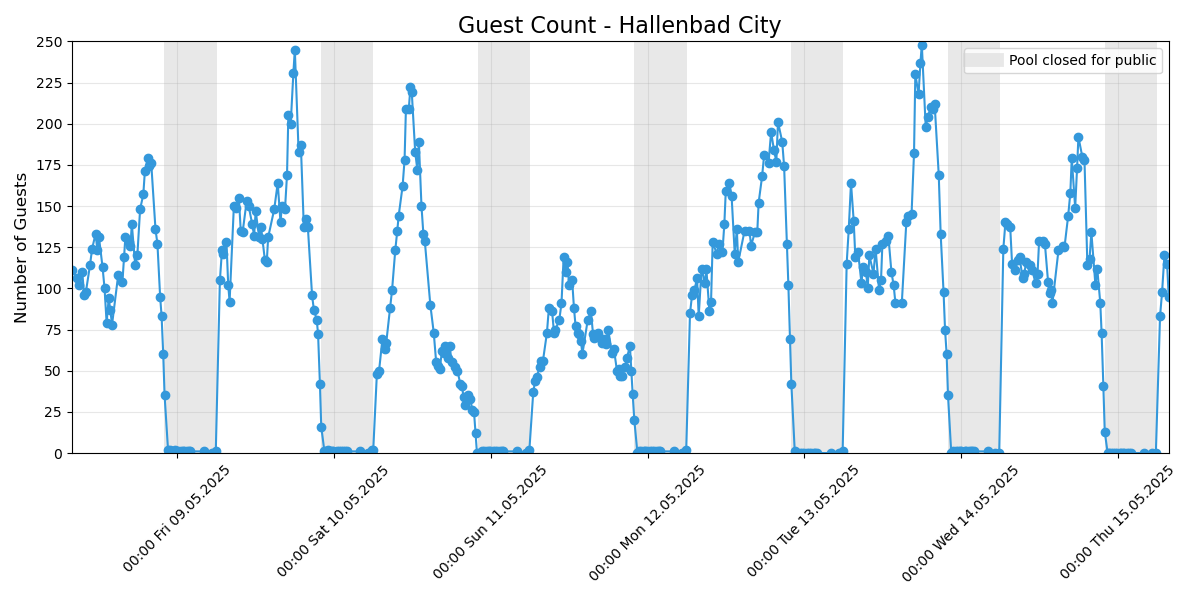 Guest Count - Hallenbad City
Number of Guests
250
225
200
175
150
125
100
75
50
25
0
Pool closed for public
00:00 Fri 09.05.2025
00:00 Sat 10.05.2025
00:00 Sun 11.05.2025
00:00 Mon 12.05.2025
00:00 Tue 13.05.2025
00:00 Wed 14.05.2025
00:00 Thu 15.05.2025